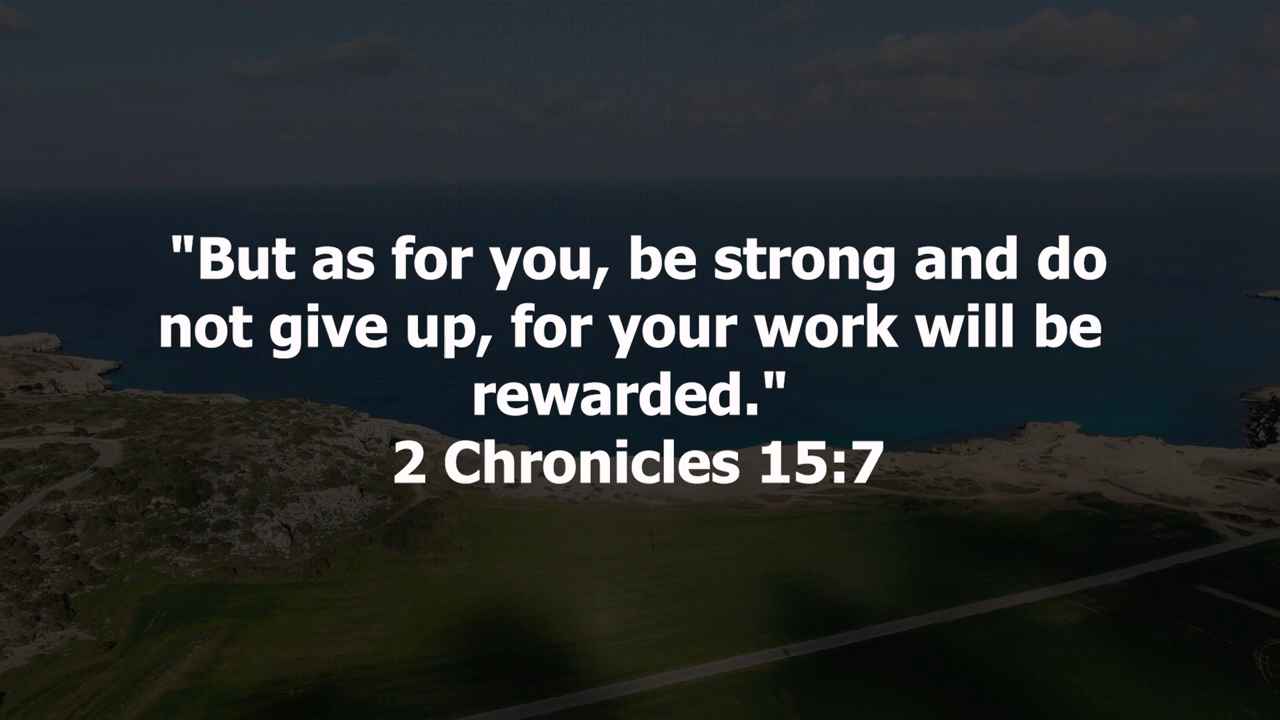 "But as for you, be strong and do
not give up, for your work will be
rewarded."
2 Chronicles 15:7